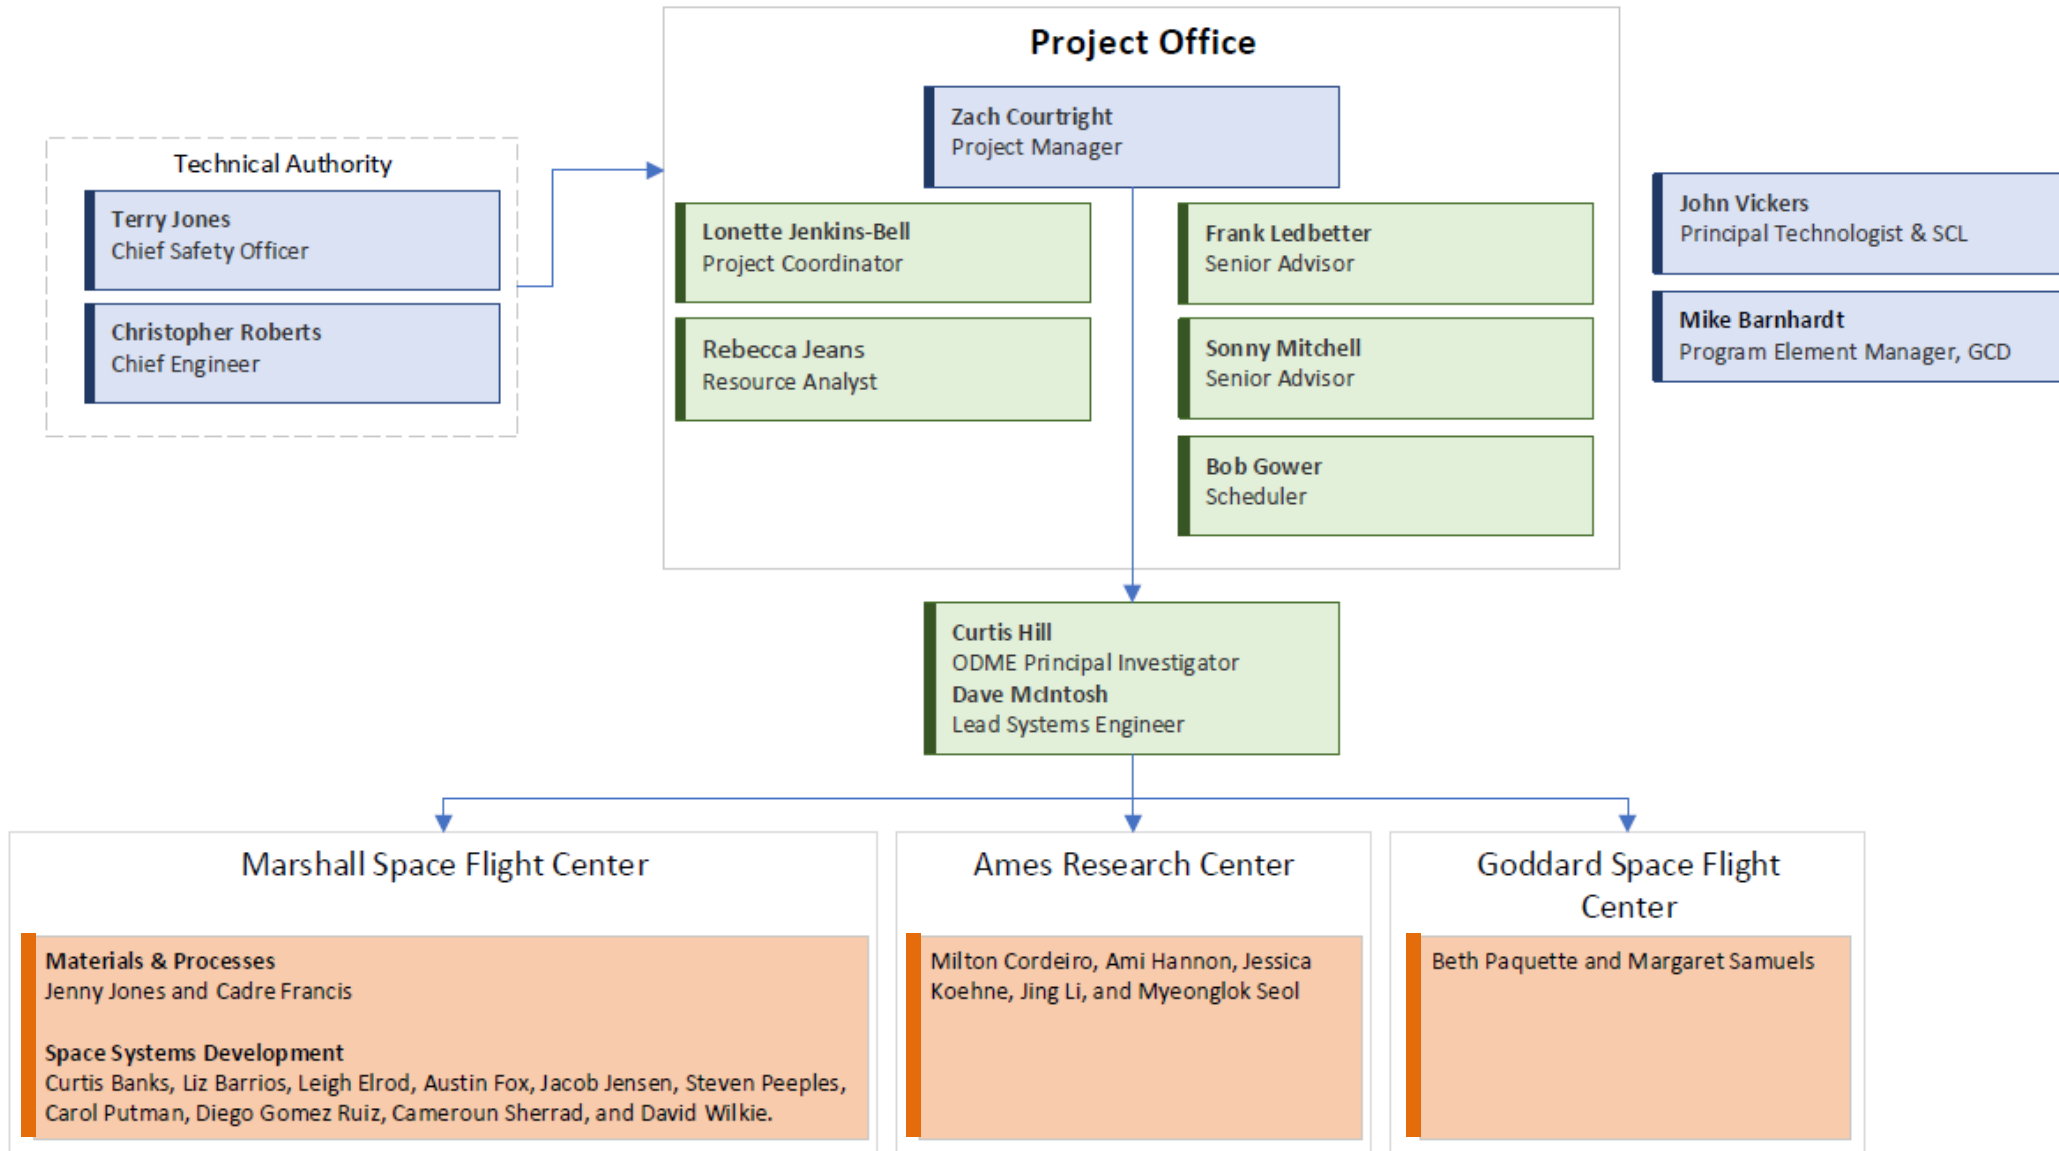 Project Office
Zach Courtright
Project Manager
Technical Authority
Terry Jones
Chief Safety Officer
Christopher Roberts
Chief Engineer
Lonette Jenkins-Bell
Project Coordinator
Rebecca Jeans
Resource Analyst
Frank Ledbetter
Senior Advisor
Sonny Mitchell
Senior Advisor
Bob Gower
Scheduler
John Vickers
Principal Technologist & SCL
Mike Barnhardt
Program Element Manager, GCD
Curtis Hill
ODME Principal Investigator
Dave McIntosh
Lead Systems Engineer
Marshall Space Flight Center
Materials & Processes
Jenny Jones and Cadre Francis
Space Systems Development
Curtis Banks, Liz Barrios, Leigh Elrod, Austin Fox, Jacob Jensen, Steven Peeples,
Carol Putman, Diego Gomez Ruiz, Cameroun Sherrad, and David Wilkie.
Ames Research Center
Milton Cordeiro, Ami Hannon, Jessica
Koehne, Jing Li, and Myeonglok Seol
Goddard Space Flight
Center
Beth Paquette and Margaret Samuels